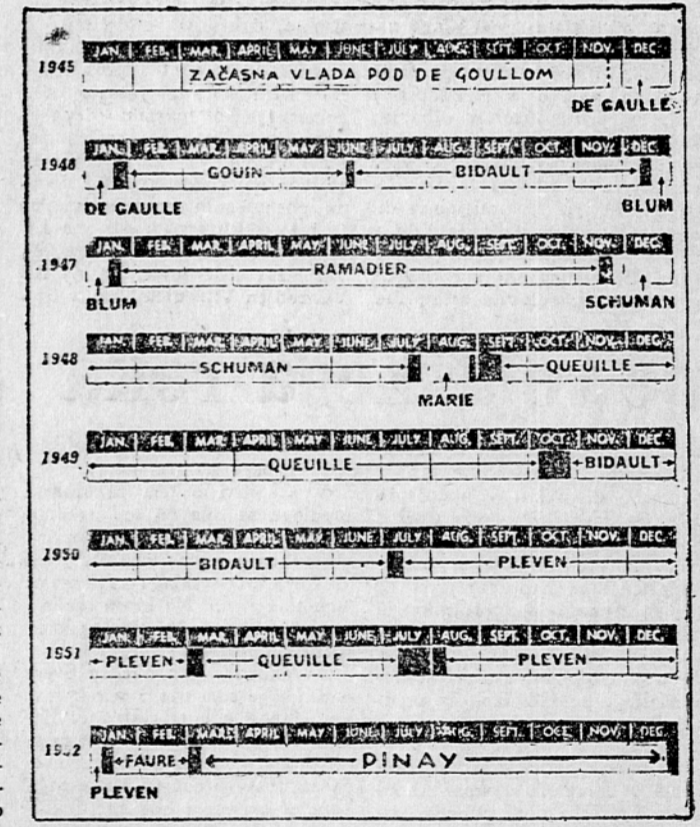 1945
JAN. FEB. MAR. APRIL MAY JUNE JULY AUG. SEPT. OCT. NOV. DEC.
ZAČASNA VLADA POD DE GOULLOM
DE GAULLE
1946
JAN. FEB. MAR. APRIL MAY JUNE JULY AUG. SEPT. OCT. NOV. DEC.
GOUIN BIDAULT
DE GAULLE BLUM
1947
JAN. FEB. MAR. APRIL MAY JUNE JULY AUG. SEPT. OCT. NOV. DEC.
RAMADIER
BLUM SCHUMAN
1948
JAN. FEB. MAR. APRIL MAY JUNE JULY AUG. SEPT. OCT. NOV. DEC.
SCHUMAN QUEUILLE
MARIE
1949
JAN. FEB. MAR. APRIL MAY JUNE JULY AUG. SEPT. OCT. NOV. DEC.
QUEUILLE BIDAULT
1950
JAN. FEB. MAR. APRIL MAY JUNE JULY AUG. SEPT. OCT. NOV. DEC.
BIDAULT PLEVEN
1951
JAN. FEB. MAR. APRIL MAY JUNE JULY AUG. SEPT. OCT. NOV. DEC.
PLEVEN QUEUILLE PLEVEN
JAN. FEB. MAR. APRIL MAY JUNE JULY AUG. SEPT. OCT. NOV. DEC.
FAURE PINAY
PLEVEN